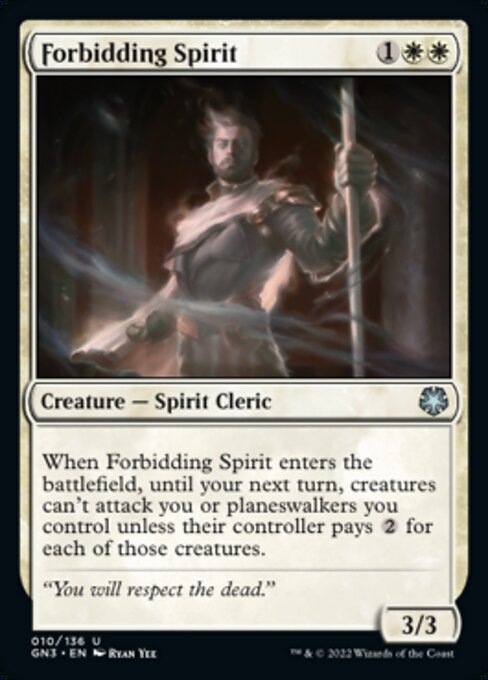 Forbidding Spirit 1
Creature — Spirit Cleric
When Forbidding Spirit enters the
battlefield, until your next turn, creatures
can't attack you or planeswalkers you
control unless their controller pays 2 for
each of those creatures.
“You will respect the dead.”
3/3
010/136 U
GN3 • EN Ryan Yee
™ & © 2022 Wizards of the Coast